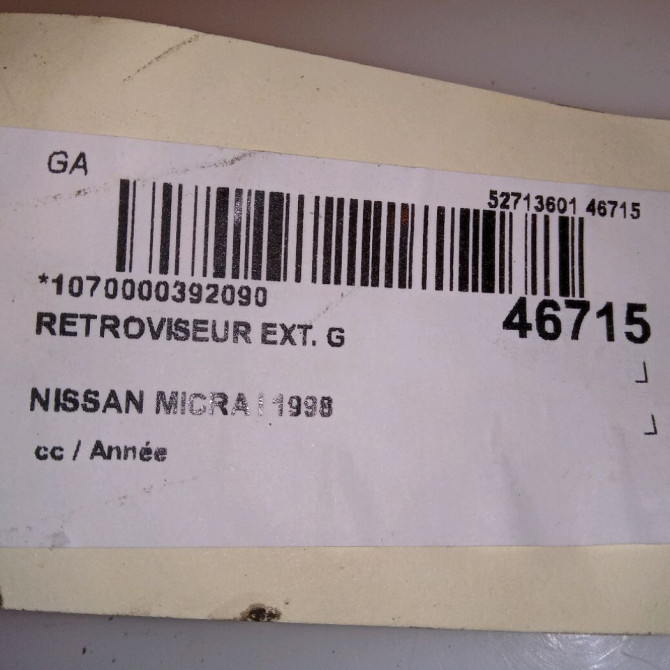 GA
52713601 46715
*1070000392090
46715
RETROVISEUR EXT. G
NISSAN MICRA I 1998
cc / Année